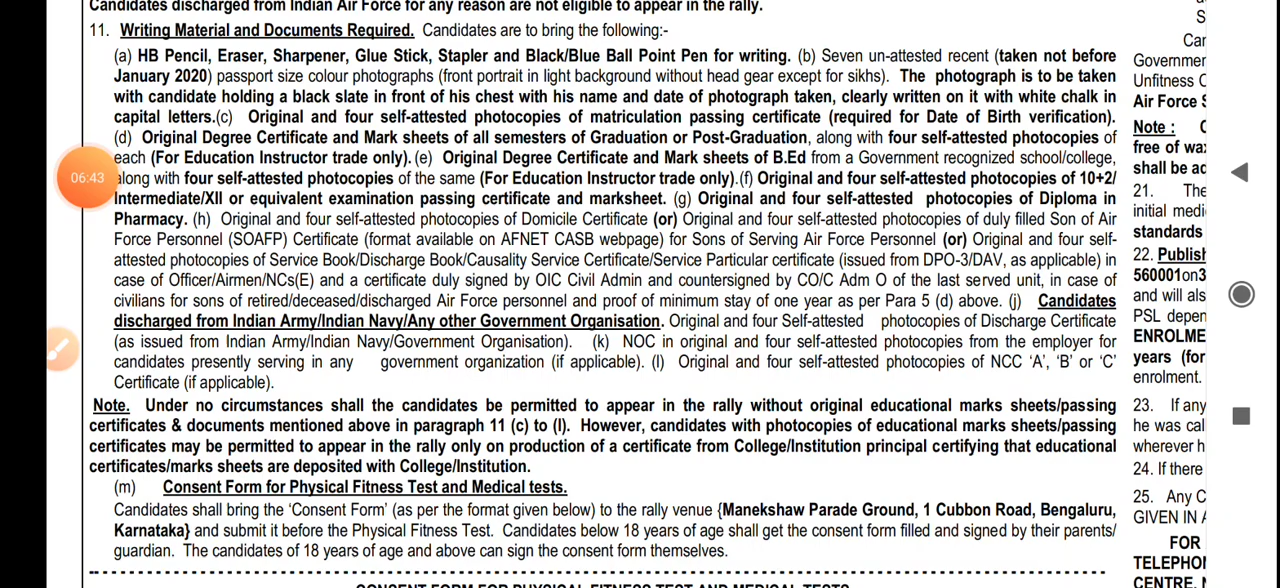 Candidates discharged from Indian Air Force for any reason are not eligible to appear in the rally.
11. Writing Material and Documents Required. Candidates are to bring the following:-
(a) HB Pencil, Eraser, Sharpener, Glue Stick, Stapler and Black/Blue Ball Point Pen for writing. (b) Seven un-attested recent (taken not before
January 2020) passport size colour photographs (front portrait in light background without head gear except for sikhs). The photograph is to be taken
with candidate holding a black slate in front of his chest with his name and date of photograph taken, clearly written on it with white chalk in
capital letters.(c) Original and four self-attested photocopies of matriculation passing certificate (required for Date of Birth verification).
(d) Original Degree Certificate and Mark sheets of all semesters of Graduation or Post-Graduation, along with four self-attested photocopies of
each (For Education Instructor trade only). (e) Original Degree Certificate and Mark sheets of B.Ed from a Government recognized school/college,
along with four self-attested photocopies of the same (For Education Instructor trade only).(f) Original and four self-attested photocopies of 10+2/
Intermediate/XII or equivalent examination passing certificate and marksheet. (g) Original and four self-attested photocopies of Diploma in
Pharmacy. (h) Original and four self-attested photocopies of Domicile Certificate (or) Original and four self-attested photocopies of duly filled Son of Air
Force Personnel (SOAFP) Certificate (format available on AFNET CASB webpage) for Sons of Serving Air Force Personnel (or) Original and four self-
attested photocopies of Service Book/Discharge Book/Causality Service Certificate/Service Particular certificate (issued from DPO-3/DAV, as applicable) in
case of Officer/Airmen/NCs(E) and a certificate duly signed by OIC Civil Admin and countersigned by CO/C Adm O of the last served unit, in case of
civilians for sons of retired/deceased/discharged Air Force personnel and proof of minimum stay of one year as per Para 5 (d) above. (j) Candidates
discharged from Indian Army/Indian Navy/Any other Government Organisation. Original and four Self-attested photocopies of Discharge Certificate
(as issued from Indian Army/Indian Navy/Government Organisation). (k) NOC in original and four self-attested photocopies from the employer for
candidates presently serving in any government organization (if applicable). (l) Original and four self-attested photocopies of NCC 'A', 'B' or 'C'
Certificate (if applicable).
Note. Under no circumstances shall the candidates be permitted to appear in the rally without original educational marks sheets/passing
certificates & documents mentioned above in paragraph 11 (c) to (l). However, candidates with photocopies of educational marks sheets/passing
certificates may be permitted to appear in the rally only on production of a certificate from College/Institution principal certifying that educational
certificates/marks sheets are deposited with College/Institution.
(m) Consent Form for Physical Fitness Test and Medical tests.
Candidates shall bring the 'Consent Form' (as per the format given below) to the rally venue {Manekshaw Parade Ground, 1 Cubbon Road, Bengaluru,
Karnataka} and submit it before the Physical Fitness Test. Candidates below 18 years of age shall get the consent form filled and signed by their parents/
guardian. The candidates of 18 years of age and above can sign the consent form themselves.
CONSENT FORM FOR PHYSICAL FITNESS TEST AND MEDICAL TESTS
06:43
S
Car
Governmer
Unfitness C
Air Force S
Note :
free of wa
shall be ac
21. The
initial medi
standards
22. Publish
560001on3
and will als
PSL depen
ENROLME
years (for
enrolment.
23. If any
he was cal
wherever h
24. If there
25. Any C
GIVEN IN A
FOR
TELEPHO
CENTRE,